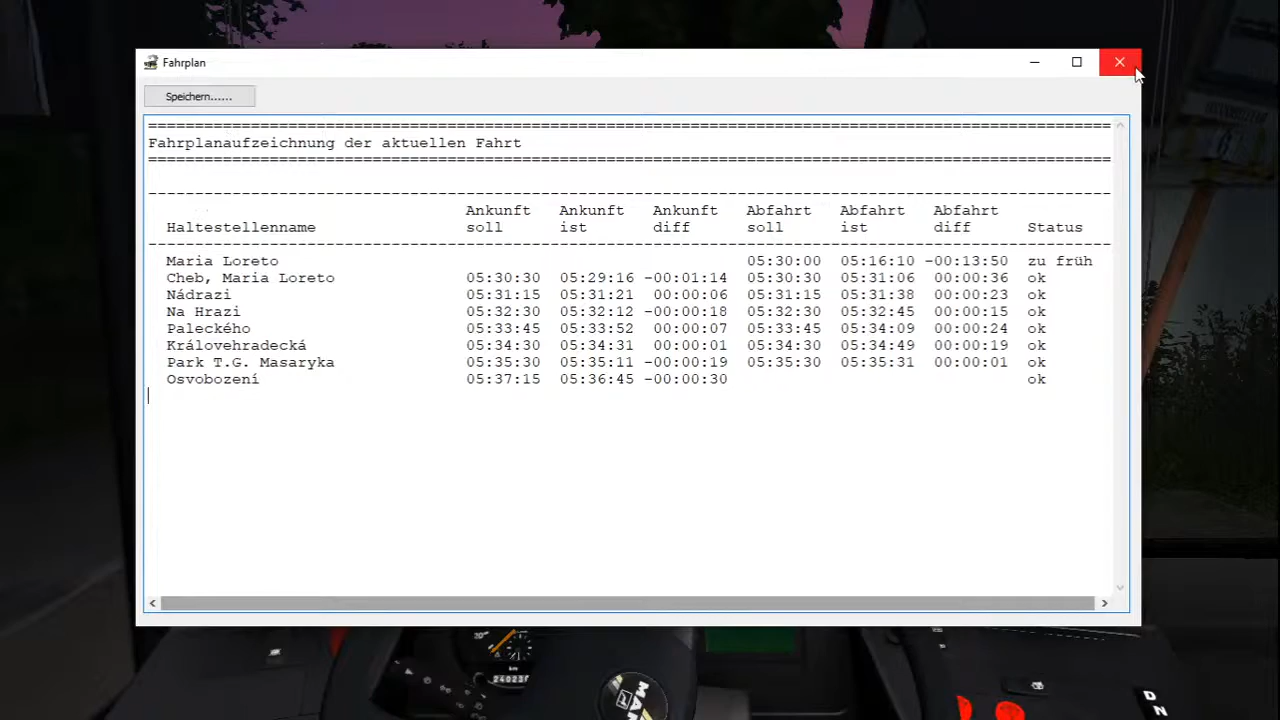 Fahrplan
Speichern......
====================================================================================================
Fahrplanaufzeichnung der aktuellen Fahrt
====================================================================================================
----------------------------------------------------------------------------------------------------
Ankunft Ankunft Ankunft Abfahrt Abfahrt Abfahrt
Haltestellenname soll ist diff soll ist diff Status
----------------------------------------------------------------------------------------------------
Maria Loreto 05:30:00 05:16:10 -00:13:50 zu früh
Cheb, Maria Loreto 05:30:30 05:29:16 -00:01:14 05:30:30 05:31:06 00:00:36 ok
Nádrazi 05:31:15 05:31:21 00:00:06 05:31:15 05:31:38 00:00:23 ok
Na Hrazi 05:32:30 05:32:12 -00:00:18 05:32:30 05:32:45 00:00:15 ok
Paleckého 05:33:45 05:33:52 00:00:07 05:33:45 05:34:09 00:00:24 ok
Královehradecká 05:34:30 05:34:31 00:00:01 05:34:30 05:34:49 00:00:19 ok
Park T.G. Masaryka 05:35:30 05:35:11 -00:00:19 05:35:30 05:35:31 00:00:01 ok
Osvobození 05:37:15 05:36:45 -00:00:30 ok
km
MAN
D
N